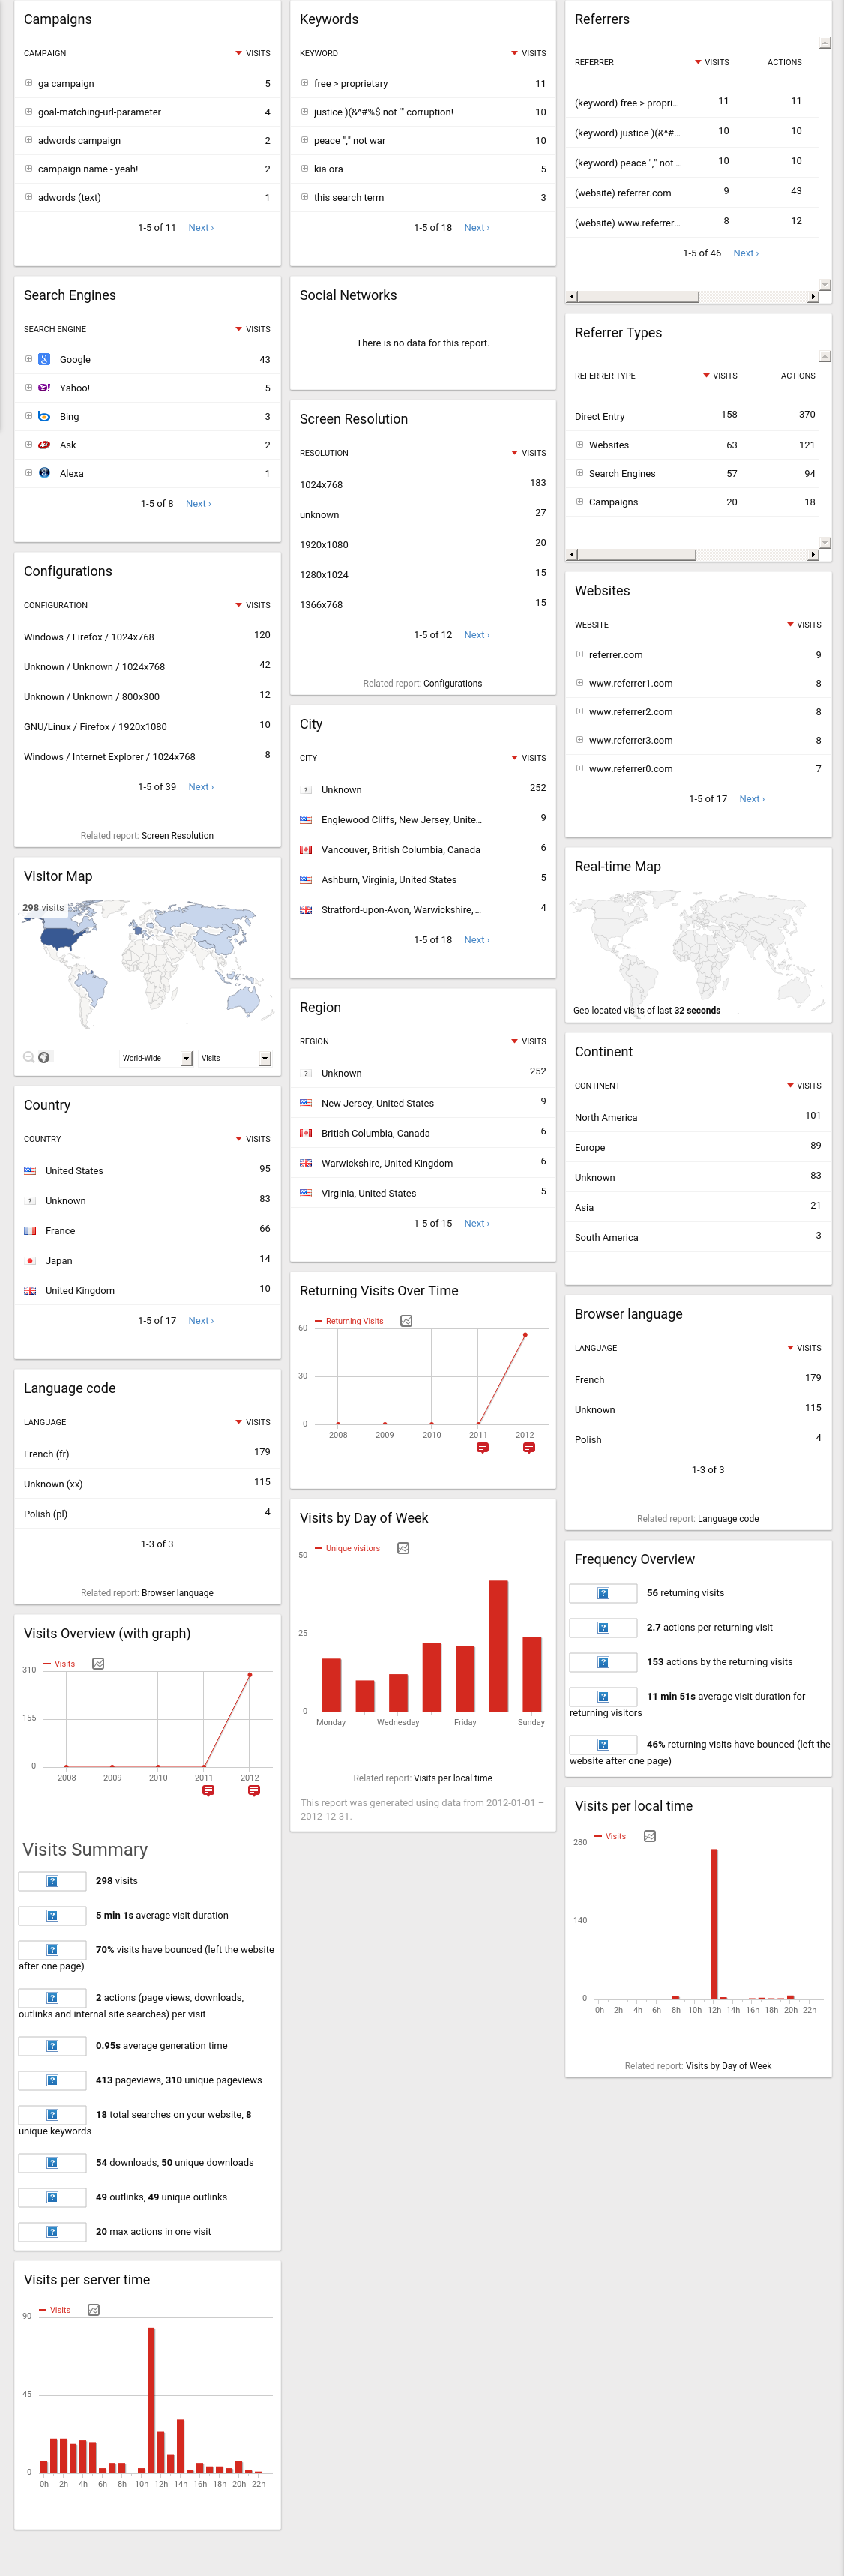 Campaigns
CAMPAIGN VISITS
ga campaign 5
goal-matching-url-parameter 4
adwords campaign 2
campaign name - yeah! 2
adwords (text) 1
1-5 of 11 Next ›
Search Engines
SEARCH ENGINE VISITS
Google 43
Yahoo! 5
Bing 3
Ask 2
Alexa 1
1-5 of 8 Next ›
Configurations
CONFIGURATION VISITS
Windows / Firefox / 1024x768 120
Unknown / Unknown / 1024x768 42
Unknown / Unknown / 800x300 12
GNU/Linux / Firefox / 1920x1080 10
Windows / Internet Explorer / 1024x768 8
1-5 of 39 Next ›
Related report: Screen Resolution
Visitor Map
298 visits
World-Wide Visits
Country
COUNTRY VISITS
United States 95
? Unknown 83
France 66
Japan 14
United Kingdom 10
1-5 of 17 Next ›
Language code
LANGUAGE VISITS
French (fr) 179
Unknown (xx) 115
Polish (pl) 4
1-3 of 3
Related report: Browser language
Visits Overview (with graph)
Visits
310
155
0
2008 2009 2010 2011 2012
Visits Summary
298 visits
5 min 1s average visit duration
70% visits have bounced (left the website
after one page)
2 actions (page views, downloads,
outlinks and internal site searches) per visit
0.95s average generation time
413 pageviews, 310 unique pageviews
18 total searches on your website, 8
unique keywords
54 downloads, 50 unique downloads
49 outlinks, 49 unique outlinks
20 max actions in one visit
Visits per server time
Visits
90
45
0
0h 2h 4h 6h 8h 10h 12h 14h 16h 18h 20h 22h
Keywords
KEYWORD VISITS
free > proprietary 11
justice )(&^#%$ not '" corruption! 10
peace "," not war 10
kia ora 5
this search term 3
1-5 of 18 Next ›
Social Networks
There is no data for this report.
Screen Resolution
RESOLUTION VISITS
1024x768 183
unknown 27
1920x1080 20
1280x1024 15
1366x768 15
1-5 of 12 Next ›
Related report: Configurations
City
CITY VISITS
? Unknown 252
Englewood Cliffs, New Jersey, Unite... 9
Vancouver, British Columbia, Canada 6
Ashburn, Virginia, United States 5
Stratford-upon-Avon, Warwickshire, ... 4
1-5 of 18 Next ›
Region
REGION VISITS
? Unknown 252
New Jersey, United States 9
British Columbia, Canada 6
Warwickshire, United Kingdom 6
Virginia, United States 5
1-5 of 15 Next ›
Returning Visits Over Time
Returning Visits
60
30
0
2008 2009 2010 2011 2012
Visits by Day of Week
Unique visitors
50
25
0
Monday Wednesday Friday Sunday
Related report: Visits per local time
This report was generated using data from 2012-01-01 –
2012-12-31.
Referrers
REFERRER VISITS ACTIONS
(keyword) free > propri... 11 11
(keyword) justice )(&^#... 10 10
(keyword) peace "," not ... 10 10
(website) referrer.com 9 43
(website) www.referrer... 8 12
1-5 of 46 Next ›
Referrer Types
REFERRER TYPE VISITS ACTIONS
Direct Entry 158 370
Websites 63 121
Search Engines 57 94
Campaigns 20 18
Websites
WEBSITE VISITS
referrer.com 9
www.referrer1.com 8
www.referrer2.com 8
www.referrer3.com 8
www.referrer0.com 7
1-5 of 17 Next ›
Real-time Map
Geo-located visits of last 32 seconds
Continent
CONTINENT VISITS
North America 101
Europe 89
Unknown 83
Asia 21
South America 3
Browser language
LANGUAGE VISITS
French 179
Unknown 115
Polish 4
1-3 of 3
Related report: Language code
Frequency Overview
56 returning visits
2.7 actions per returning visit
153 actions by the returning visits
11 min 51s average visit duration for
returning visitors
46% returning visits have bounced (left the
website after one page)
Visits per local time
Visits
280
140
0
0h 2h 4h 6h 8h 10h 12h 14h 16h 18h 20h 22h
Related report: Visits by Day of Week